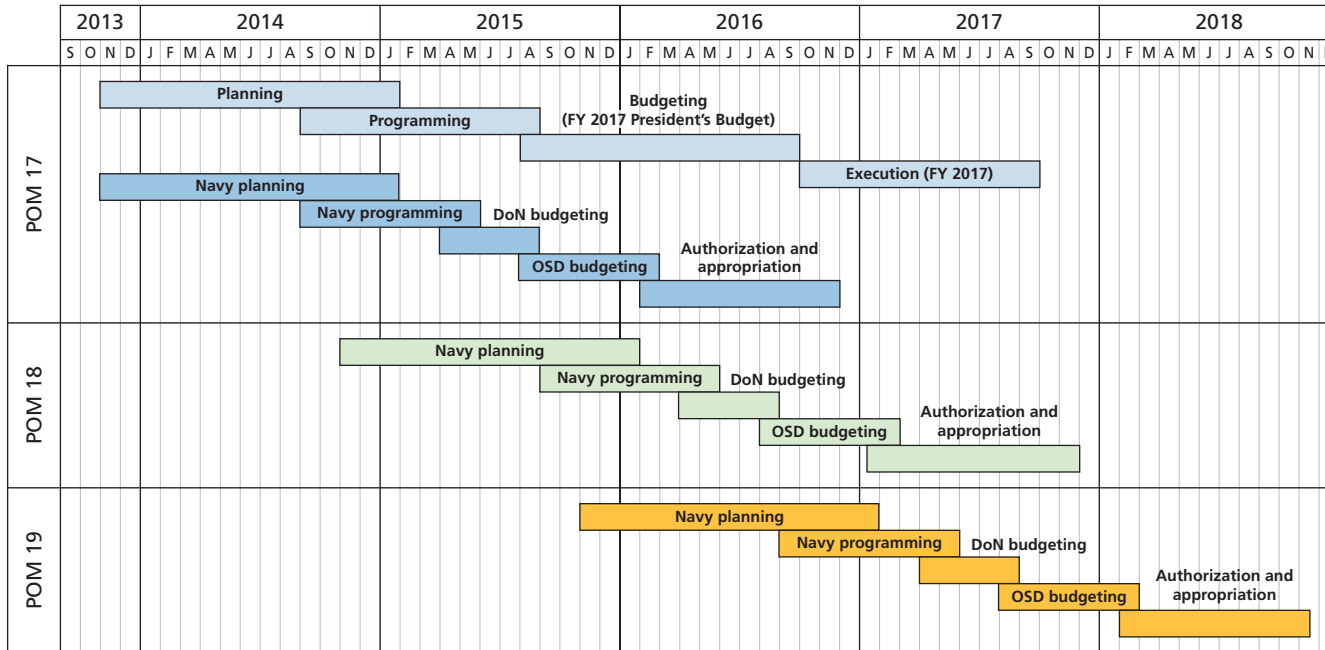 2013 2014 2015 2016 2017 2018
S O N D J F M A M J J A S O N D J F M A M J J A S O N D J F M A M J J A S O N D J F M A M J J A S O N D J F M A M J J A S O N
POM 17
Planning
Programming
Budgeting
(FY 2017 President's Budget)
Execution (FY 2017)
Navy planning
Navy programming
DoN budgeting
OSD budgeting
Authorization and
appropriation
POM 18
Navy planning
Navy programming
DoN budgeting
OSD budgeting
Authorization and
appropriation
POM 19
Navy planning
Navy programming
DoN budgeting
OSD budgeting
Authorization and
appropriation